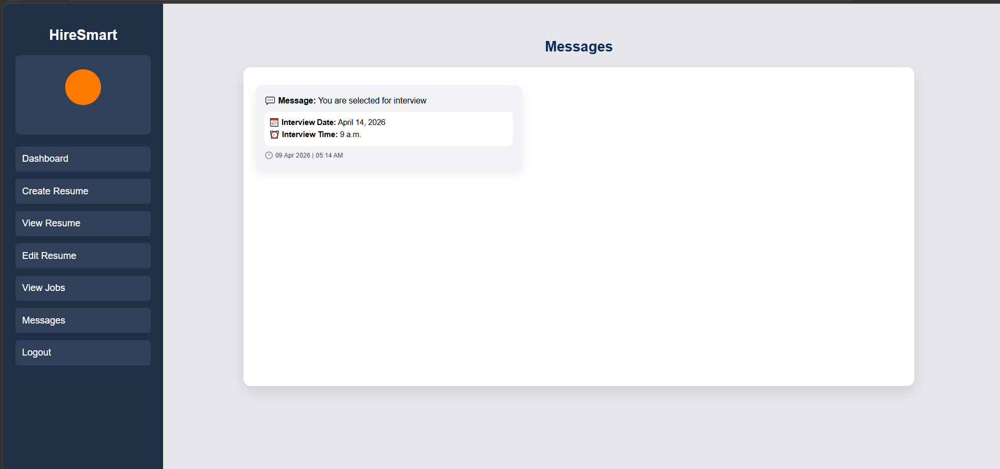 HireSmart
Dashboard
Create Resume
View Resume
Edit Resume
View Jobs
Messages
Logout
Messages
Message: You are selected for interview
Interview Date: April 14, 2026
Interview Time: 9 a.m.
09 Apr 2026 | 05:14 AM